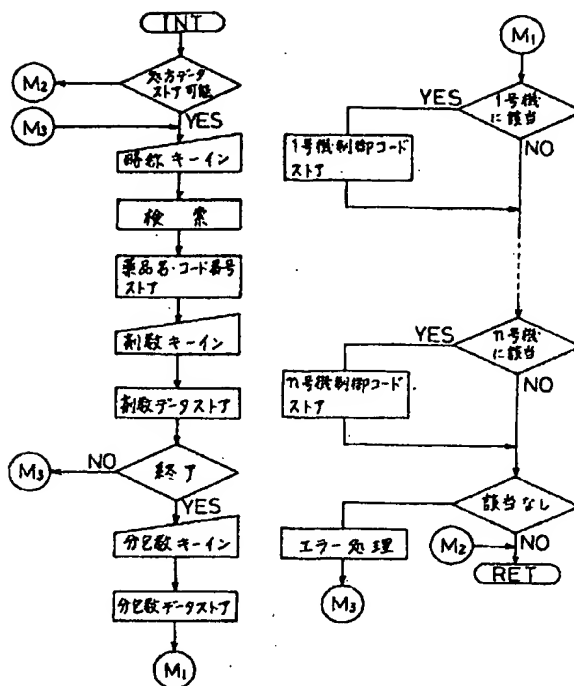 INT
処方データ
ストア可能
M2
M3
YES
略称キーイン
検索
薬品名・コード番号
ストア
剤数キーイン
剤数データストア
終了
NO
M3
YES
分包数キーイン
分包数データストア
M1
M1
1号機
に該当
YES
NO
1号機制御コード
ストア
n号機
に該当
YES
NO
n号機制御コード
ストア
該当なし
エラー処理
M3
NO
M2
RET